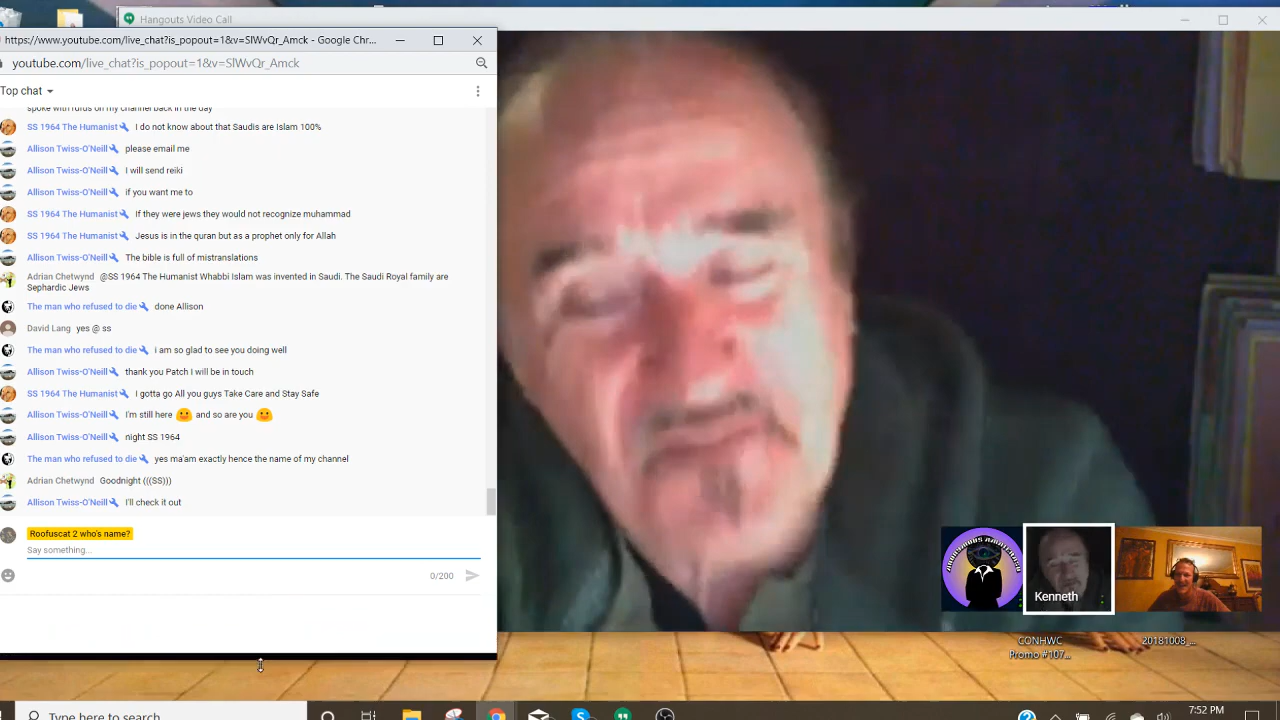 Hangouts Video Call
https://www.youtube.com/live_chat?is_popout=1&v=SlWvQr_Amck - Google Chr...
youtube.com/live_chat?is_popout=1&v=SlWvQr_Amck
Top chat
spoke with rufus on my channel back in the day
SS 1964 The Humanist I do not know about that Saudis are Islam 100%
Allison Twiss-O'Neill please email me
Allison Twiss-O'Neill I will send reiki
Allison Twiss-O'Neill if you want me to
SS 1964 The Humanist If they were jews they would not recognize muhammad
SS 1964 The Humanist Jesus is in the quran but as a prophet only for Allah
Allison Twiss-O'Neill The bible is full of mistranslations
Adrian Chetwynd @SS 1964 The Humanist Whabbi Islam was invented in Saudi. The Saudi Royal family are
Sephardic Jews
The man who refused to die done Allison
David Lang yes @ ss
The man who refused to die i am so glad to see you doing well
Allison Twiss-O'Neill thank you Patch I will be in touch
SS 1964 The Humanist I gotta go All you guys Take Care and Stay Safe
Allison Twiss-O'Neill I'm still here and so are you
Allison Twiss-O'Neill night SS 1964
The man who refused to die yes ma'am exactly hence the name of my channel
Adrian Chetwynd Goodnight (((SS)))
Allison Twiss-O'Neill I'll check it out
Roofuscat 2 who's name?
Say something...
0/200
Kenneth
CONHWC
Promo #107...
20181008_...
Type here to search
7:52 PM